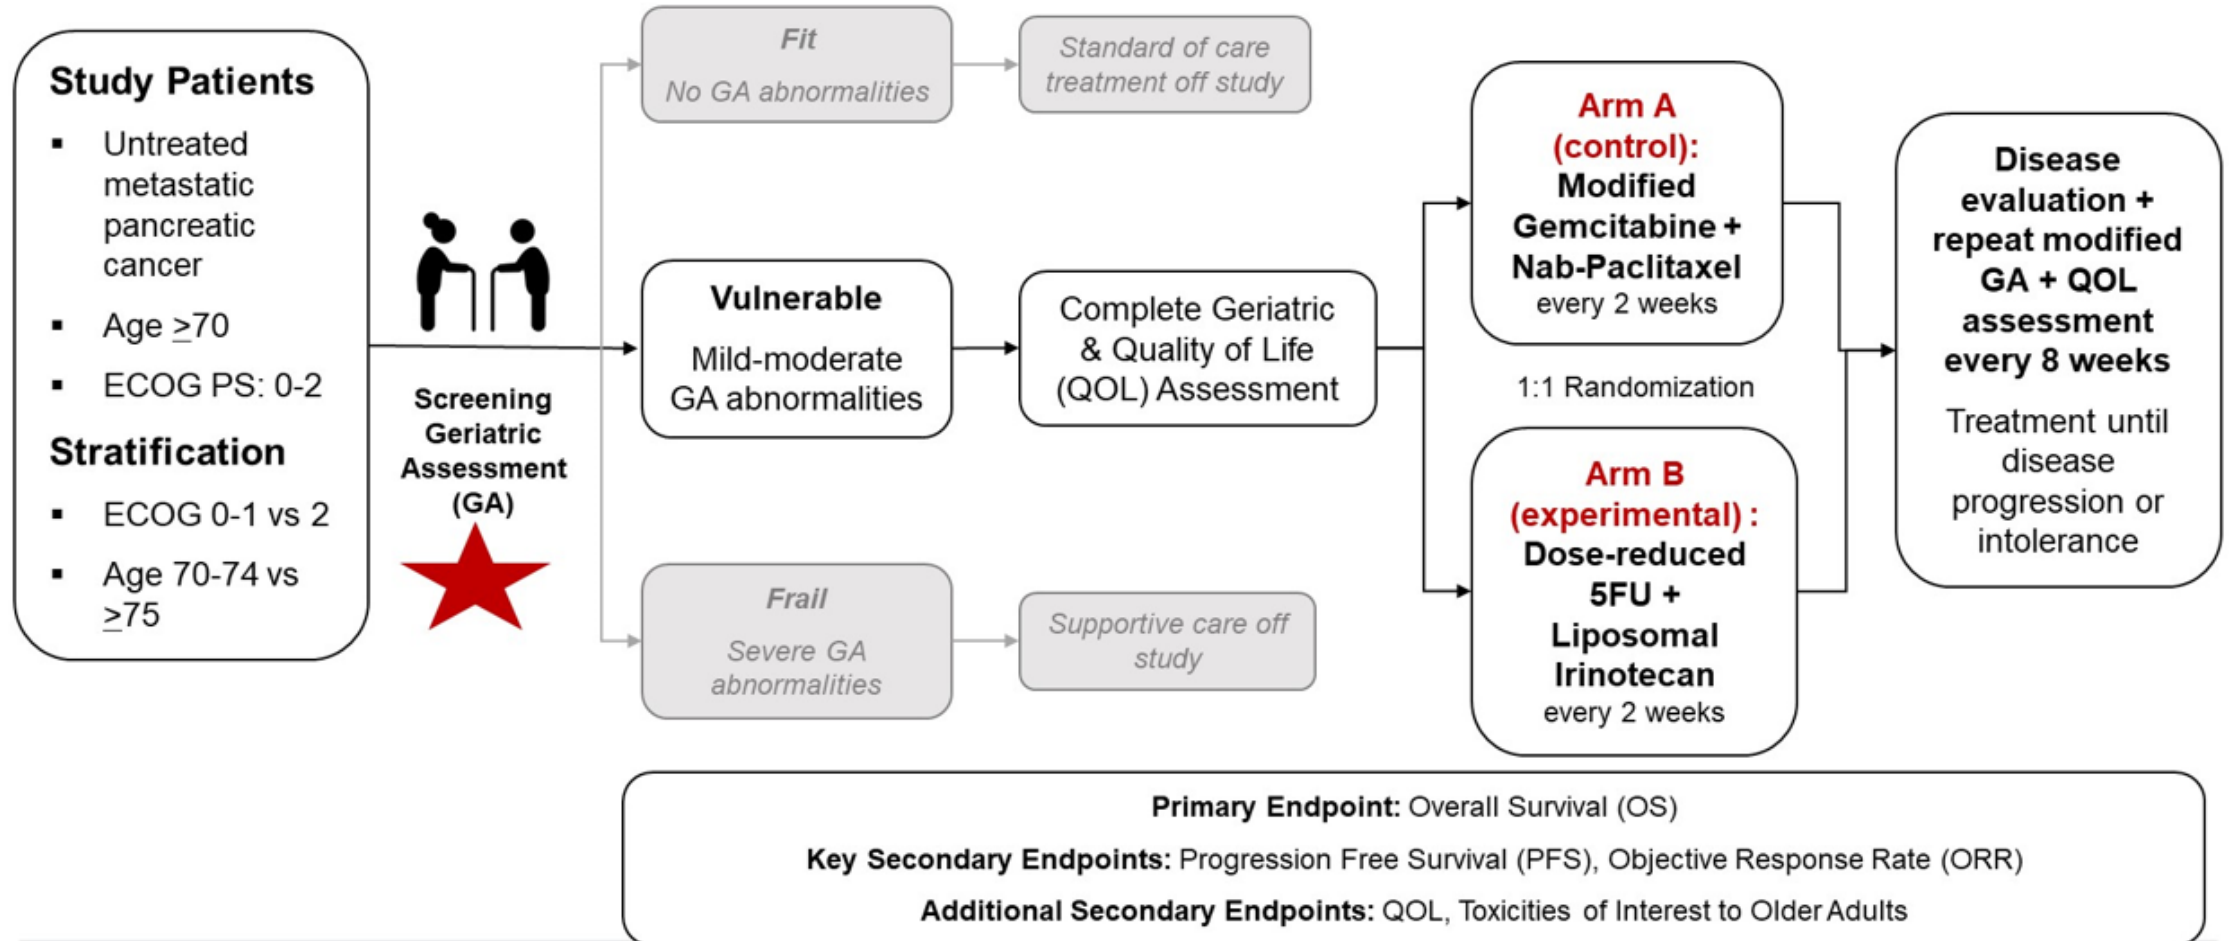 Study Patients
▪ Untreated
metastatic
pancreatic
cancer
▪ Age ≥70
▪ ECOG PS: 0-2
Stratification
▪ ECOG 0-1 vs 2
▪ Age 70-74 vs
≥75
Screening
Geriatric
Assessment
(GA)
Fit
No GA abnormalities
Standard of care
treatment off study
Vulnerable
Mild-moderate
GA abnormalities
Complete Geriatric
& Quality of Life
(QOL) Assessment
Frail
Severe GA
abnormalities
Supportive care off
study
Arm A
(control):
Modified
Gemcitabine +
Nab-Paclitaxel
every 2 weeks
1:1 Randomization
Arm B
(experimental) :
Dose-reduced
5FU +
Liposomal
Irinotecan
every 2 weeks
Disease
evaluation +
repeat modified
GA + QOL
assessment
every 8 weeks
Treatment until
disease
progression or
intolerance
Primary Endpoint: Overall Survival (OS)
Key Secondary Endpoints: Progression Free Survival (PFS), Objective Response Rate (ORR)
Additional Secondary Endpoints: QOL, Toxicities of Interest to Older Adults